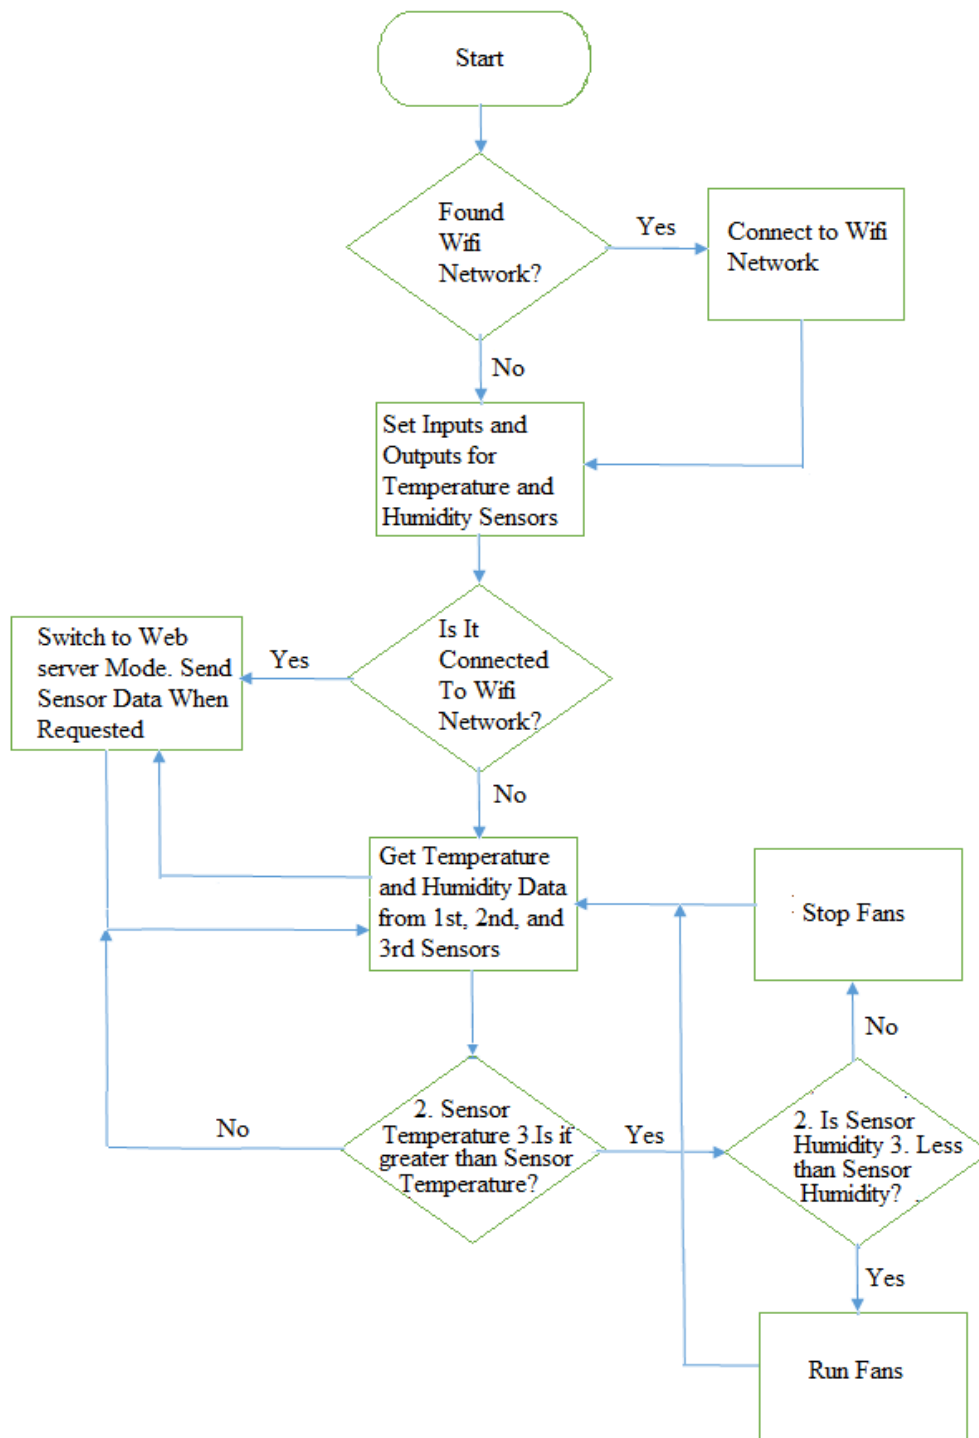 Start
Found
Wifi
Network?
Yes
Connect to Wifi
Network
No
Set Inputs and
Outputs for
Temperature and
Humidity Sensors
Is It
Connected
To Wifi
Network?
Yes
Switch to Web
server Mode. Send
Sensor Data When
Requested
No
Get Temperature
and Humidity Data
from 1st, 2nd, and
3rd Sensors
Stop Fans
No
2. Sensor
Temperature 3.Is if
greater than Sensor
Temperature?
No
Yes
2. Is Sensor
Humidity 3. Less
than Sensor
Humidity?
Yes
Run Fans